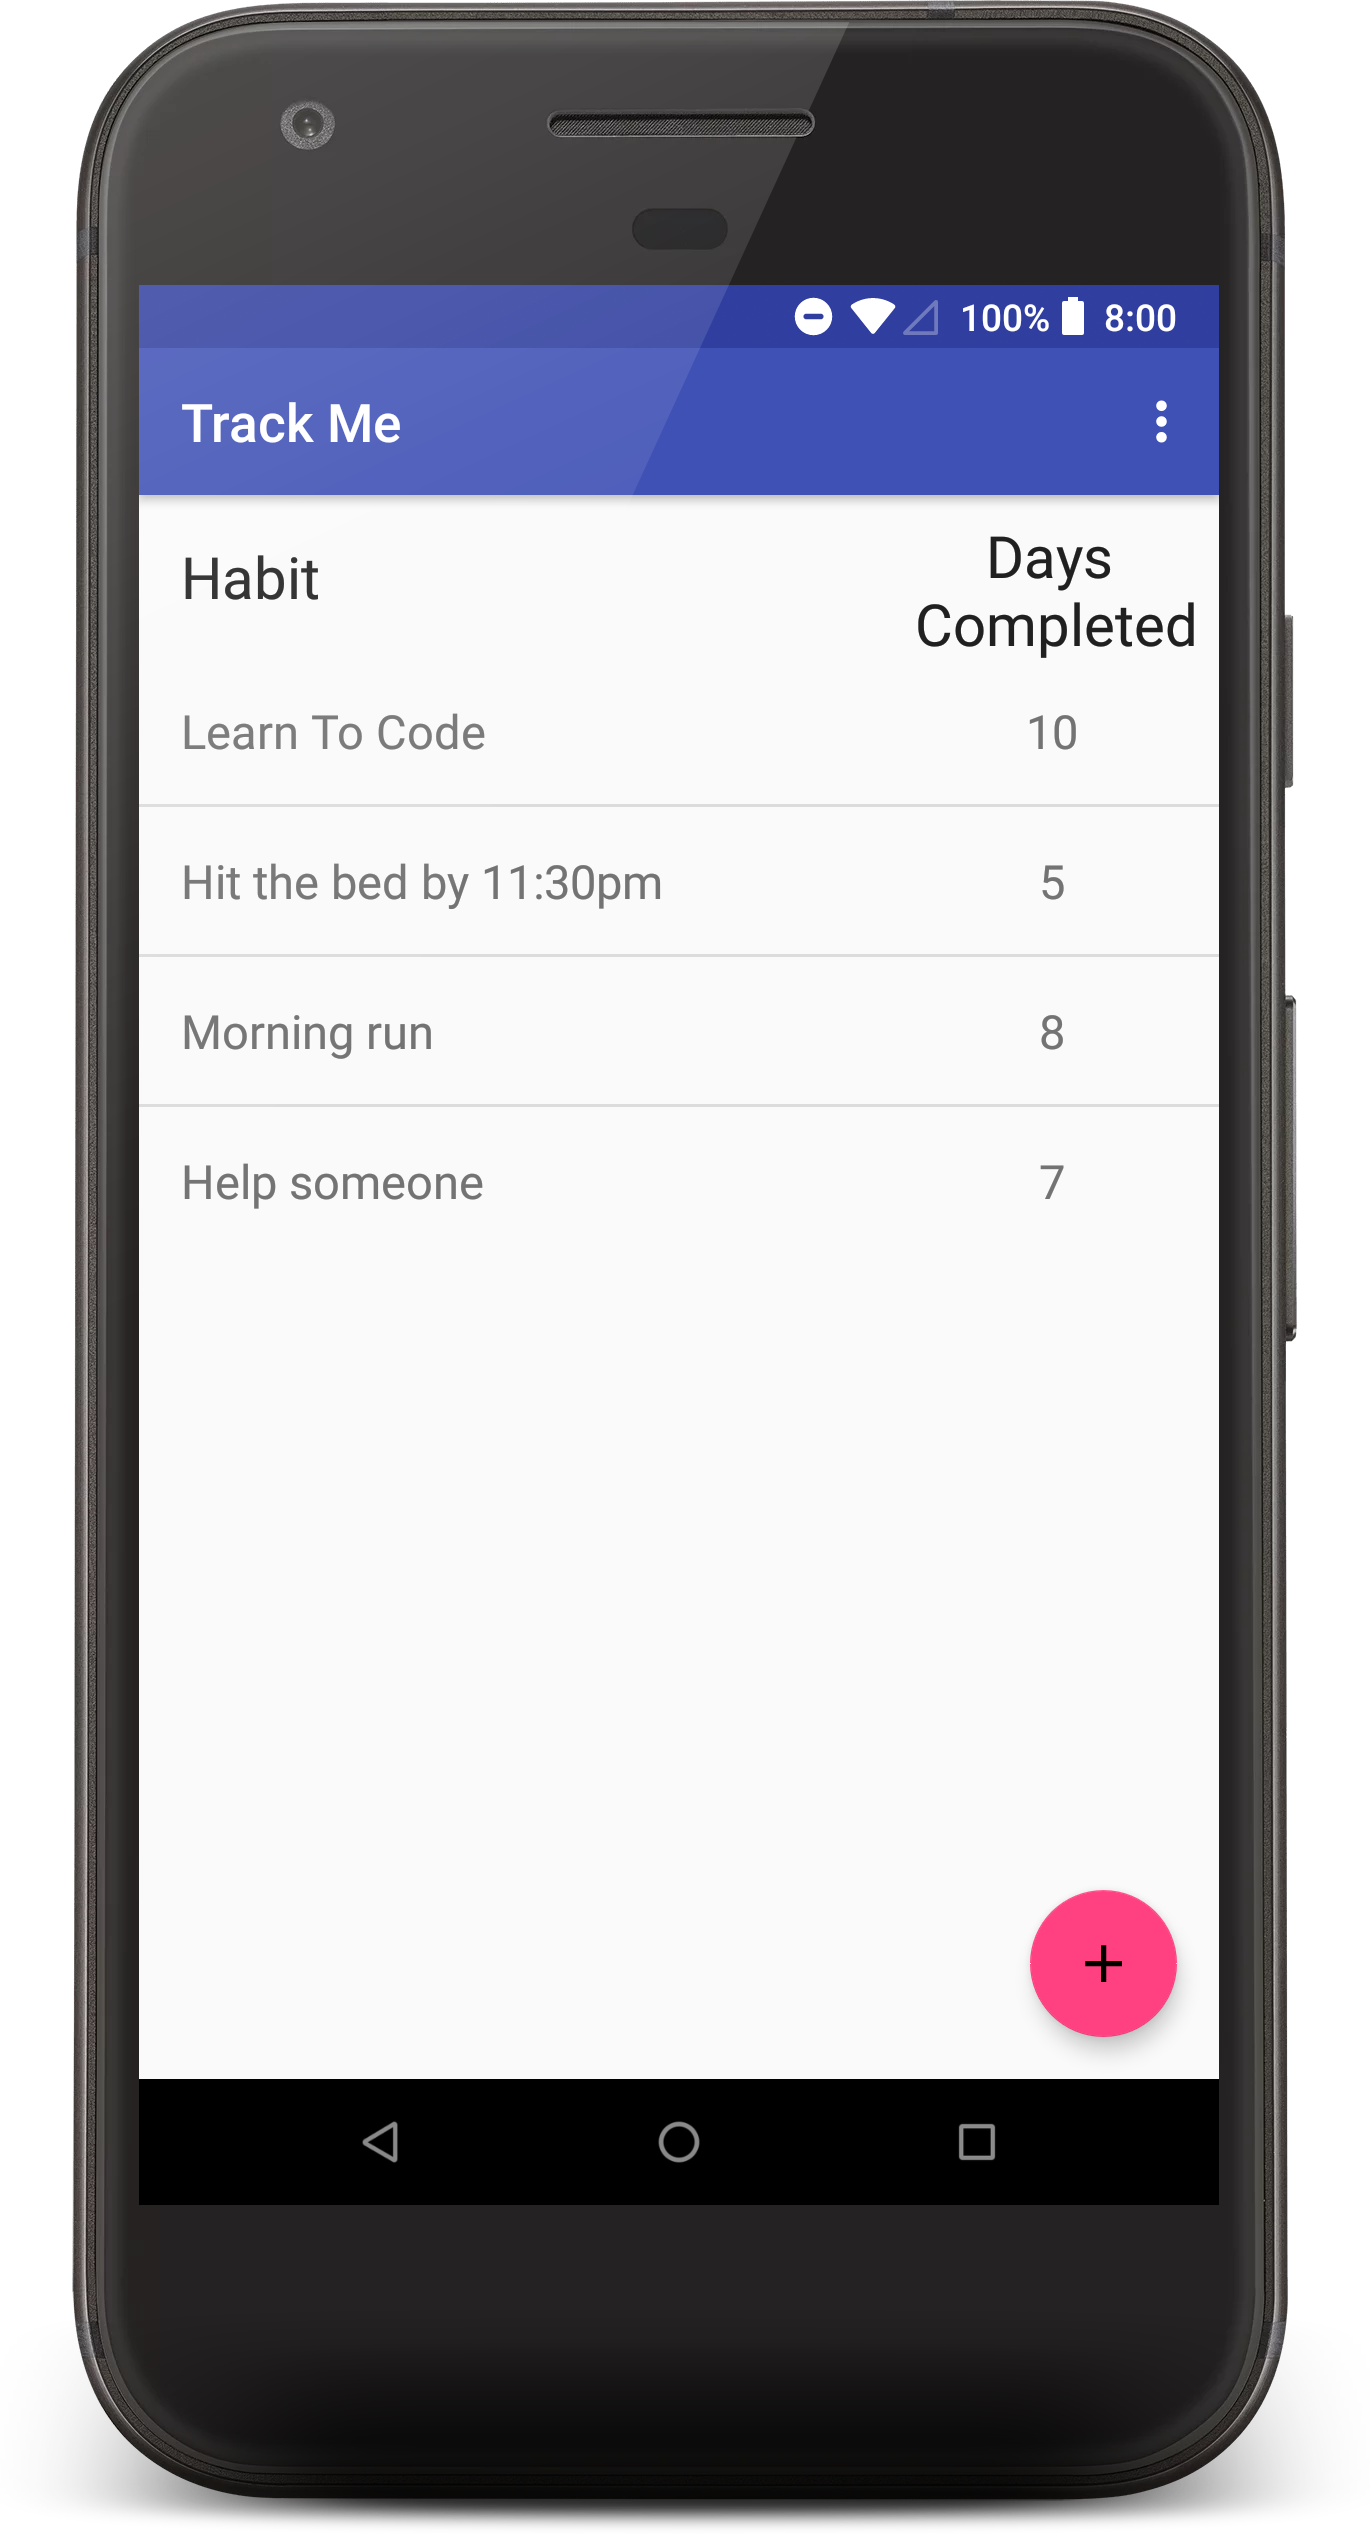 100% 8:00
Track Me
Habit
Days
Completed
Learn To Code 10
Hit the bed by 11:30pm 5
Morning run 8
Help someone 7
+